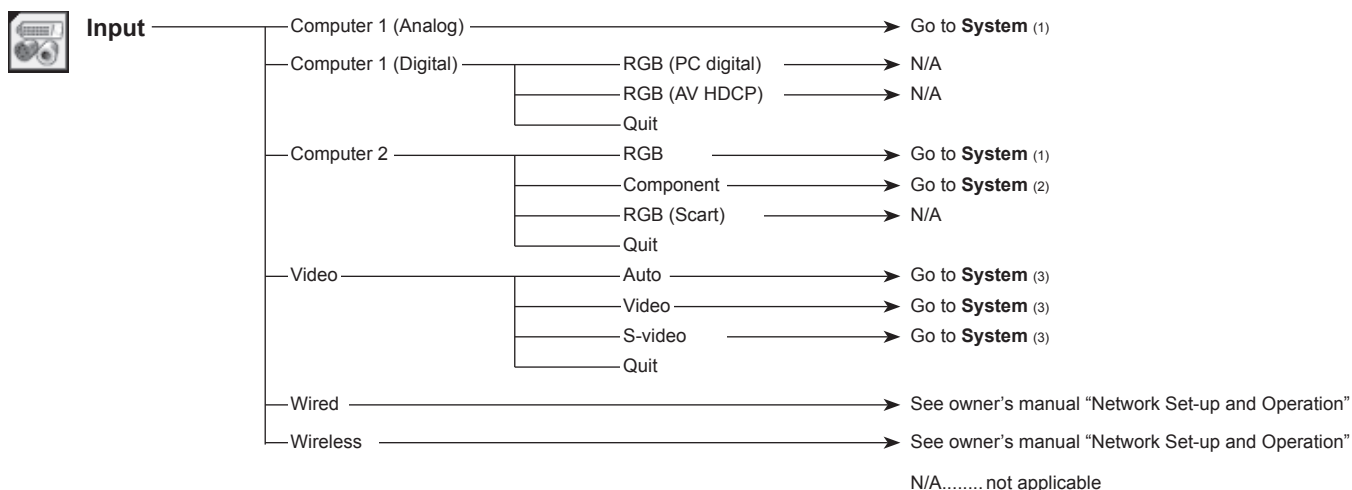 Input
Computer 1 (Analog) Go to System (1)
Computer 1 (Digital) RGB (PC digital) N/A
RGB (AV HDCP) N/A
Quit
Computer 2 RGB Go to System (1)
Component Go to System (2)
RGB (Scart) N/A
Quit
Video Auto Go to System (3)
Video Go to System (3)
S-video Go to System (3)
Quit
Wired See owner’s manual “Network Set-up and Operation”
Wireless See owner’s manual “Network Set-up and Operation”
N/A........ not applicable